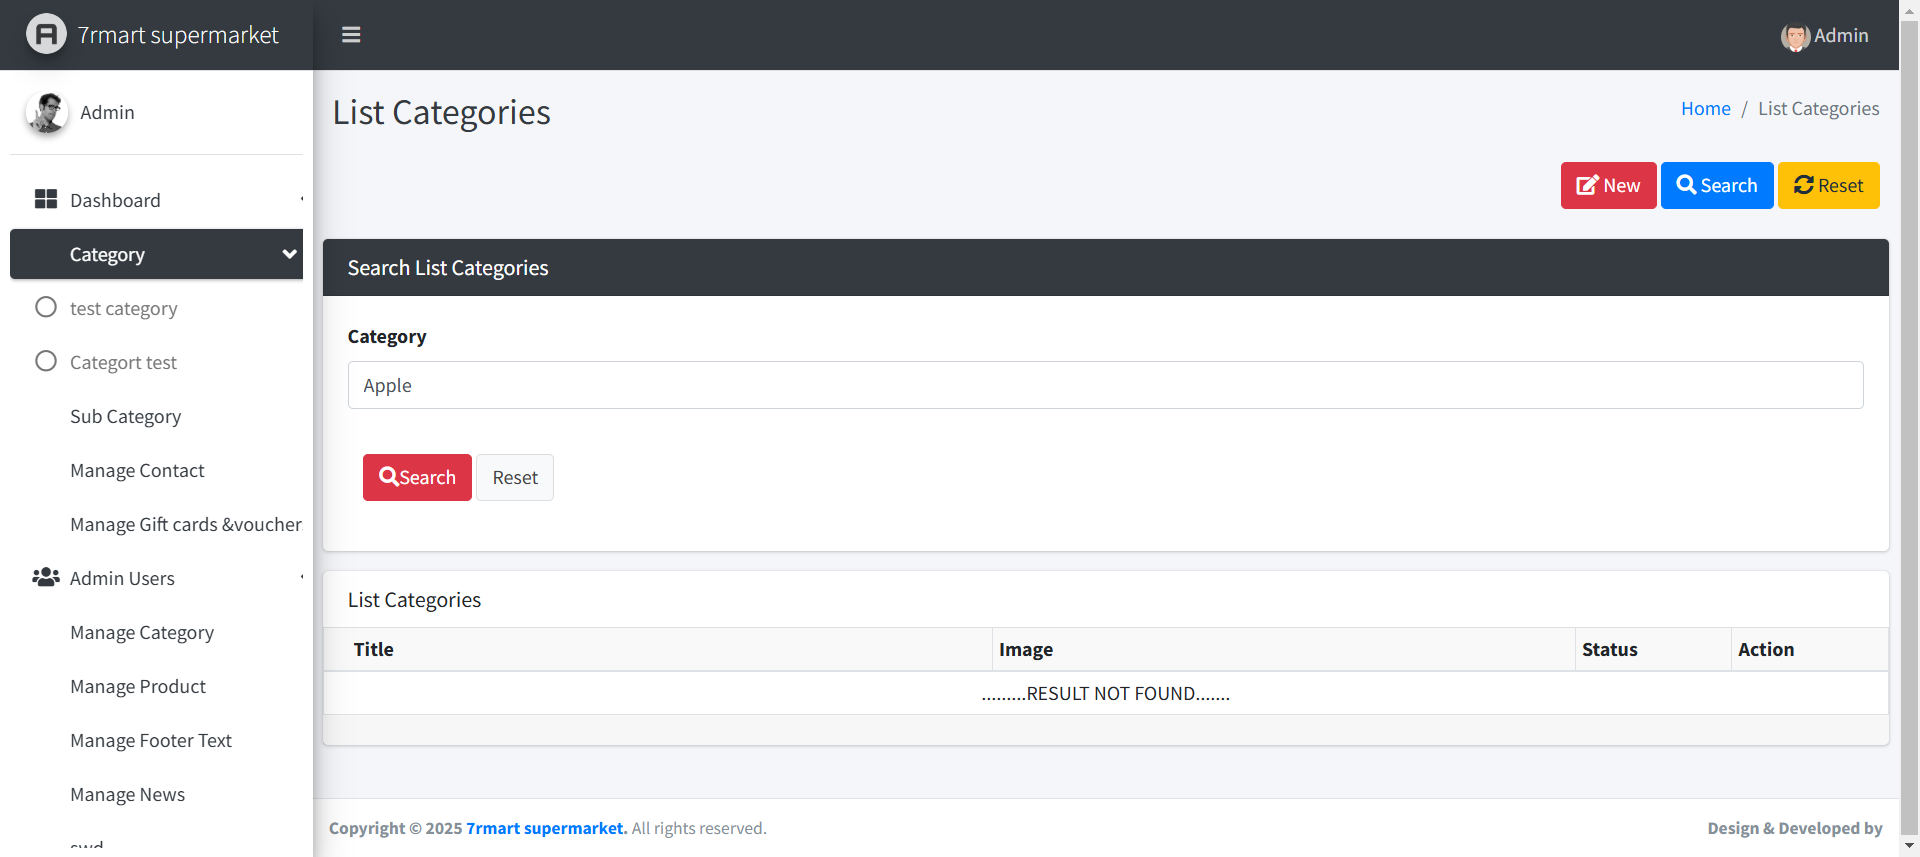 7rmart supermarket
Admin
Admin
List Categories
Home / List Categories
New
Search
Reset
Dashboard
Category
test category
Categort test
Sub Category
Manage Contact
Manage Gift cards &voucher
Admin Users
Manage Category
Manage Product
Manage Footer Text
Manage News
swd
Search List Categories
Category
Apple
Search
Reset
List Categories
Title Image Status Action
.........RESULT NOT FOUND.......
Copyright © 2025 7rmart supermarket. All rights reserved.
Design & Developed by